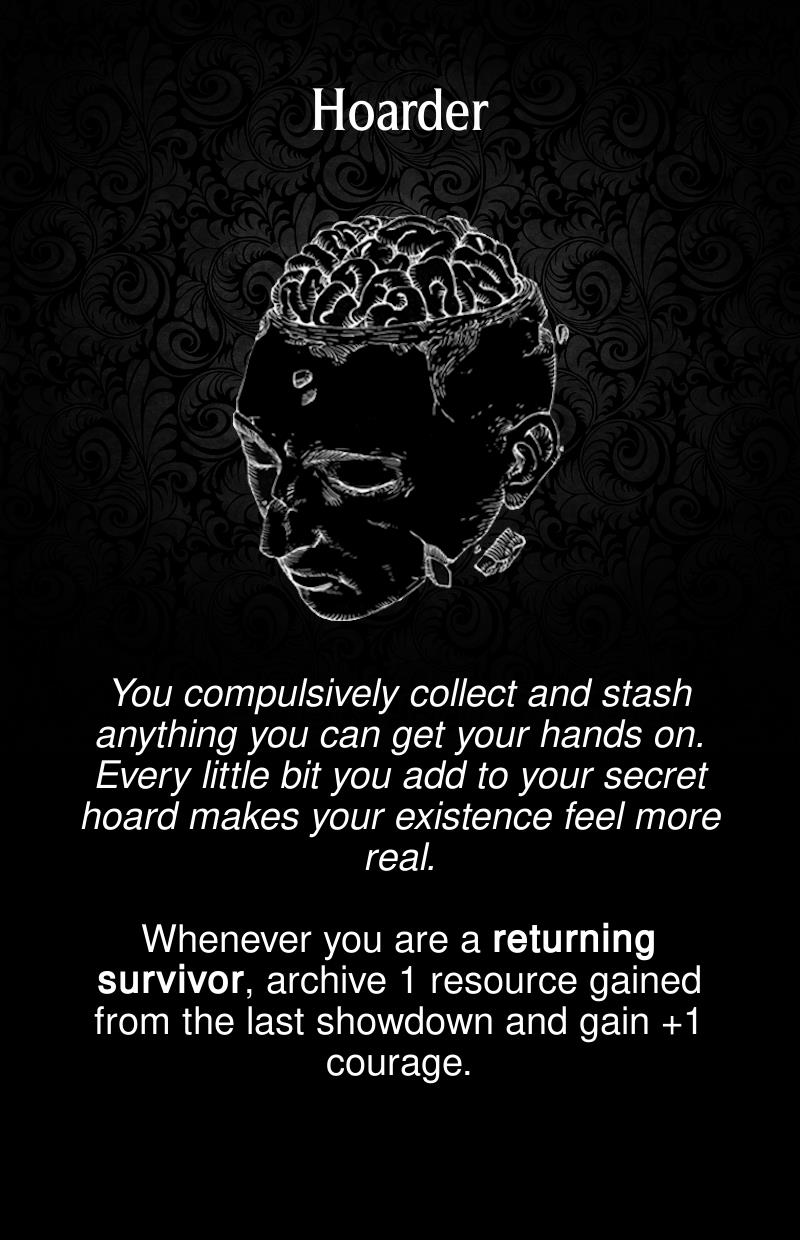 Hoarder
You compulsively collect and stash
anything you can get your hands on.
Every little bit you add to your secret
hoard makes your existence feel more
real.
Whenever you are a returning
survivor, archive 1 resource gained
from the last showdown and gain +1
courage.